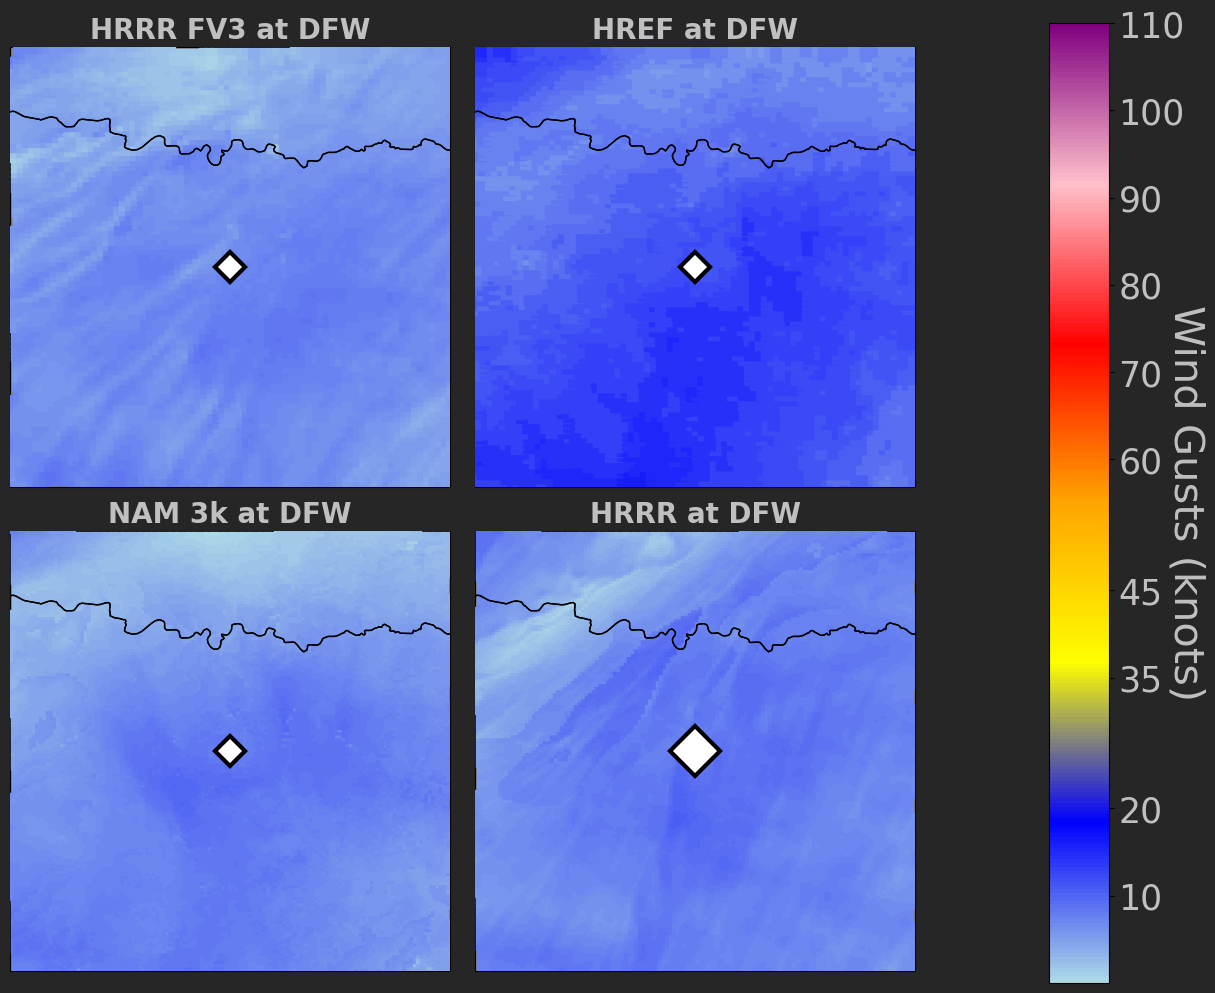 HRRR FV3 at DFW
HREF at DFW
NAM 3k at DFW
HRRR at DFW
110
100
90
80
70
60
45
35
20
10
Wind Gusts (knots)